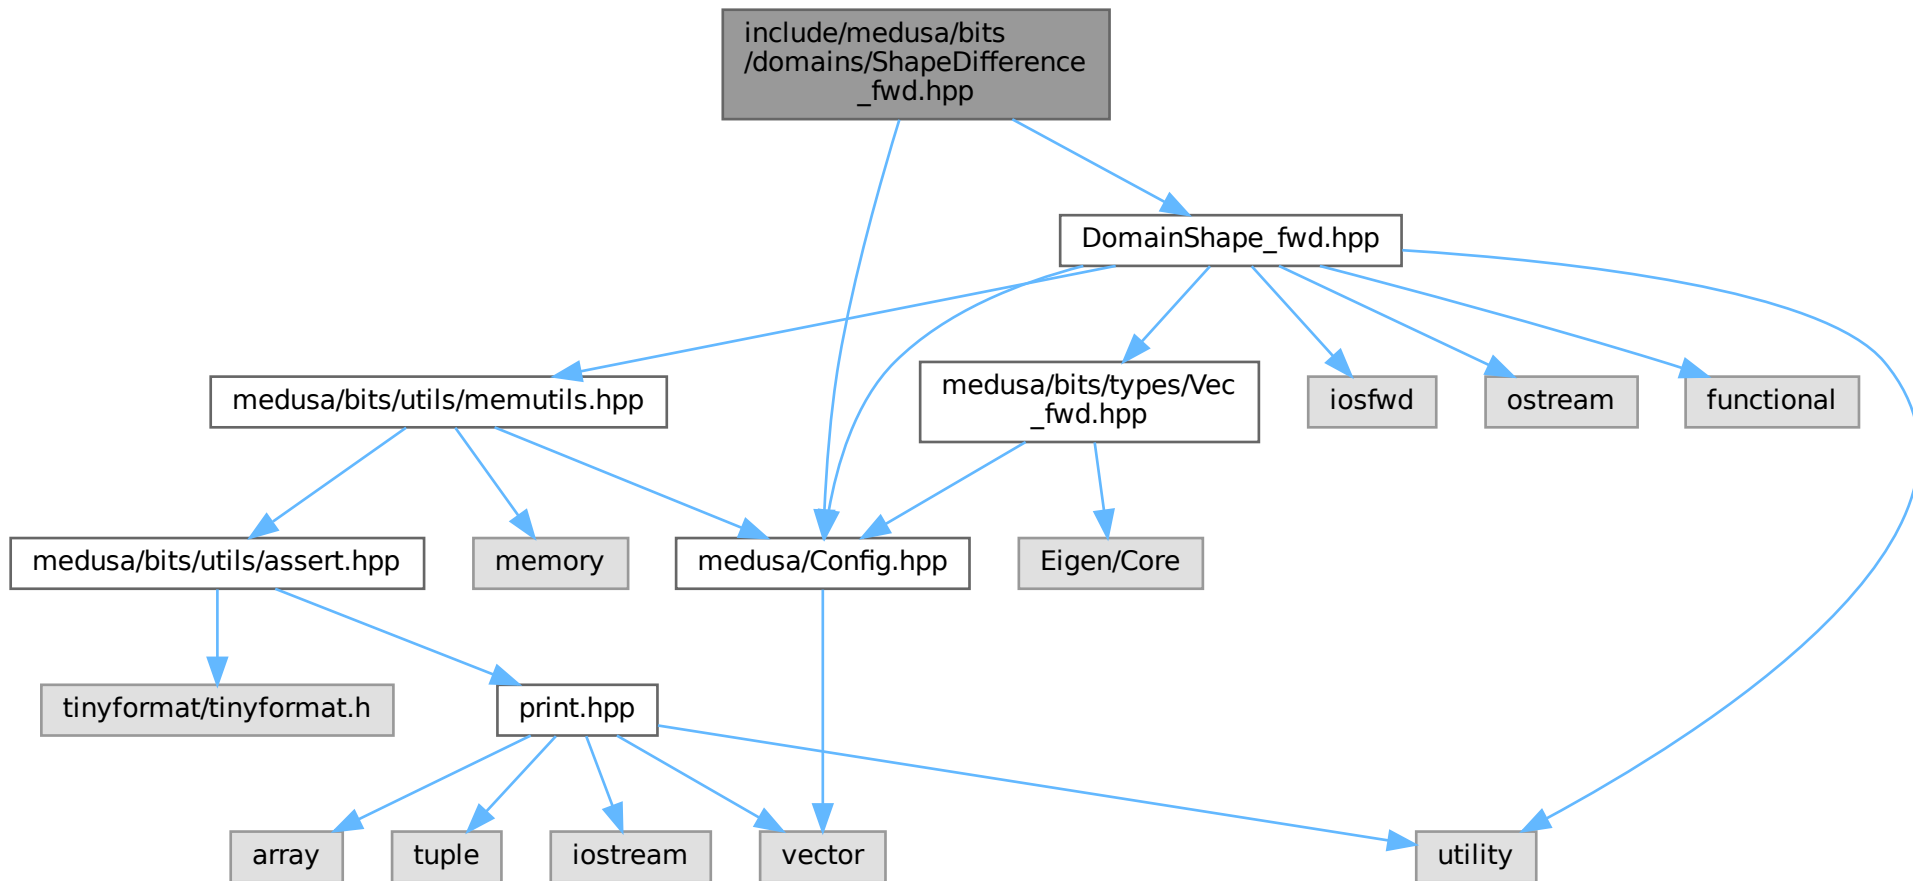 include/medusa/bits
/domains/ShapeDifference
_fwd.hpp
DomainShape_fwd.hpp
medusa/bits/utils/memutils.hpp
medusa/bits/types/Vec
_fwd.hpp
iosfwd
ostream
functional
medusa/bits/utils/assert.hpp
memory
medusa/Config.hpp
Eigen/Core
tinyformat/tinyformat.h
print.hpp
array
tuple
iostream
vector
utility